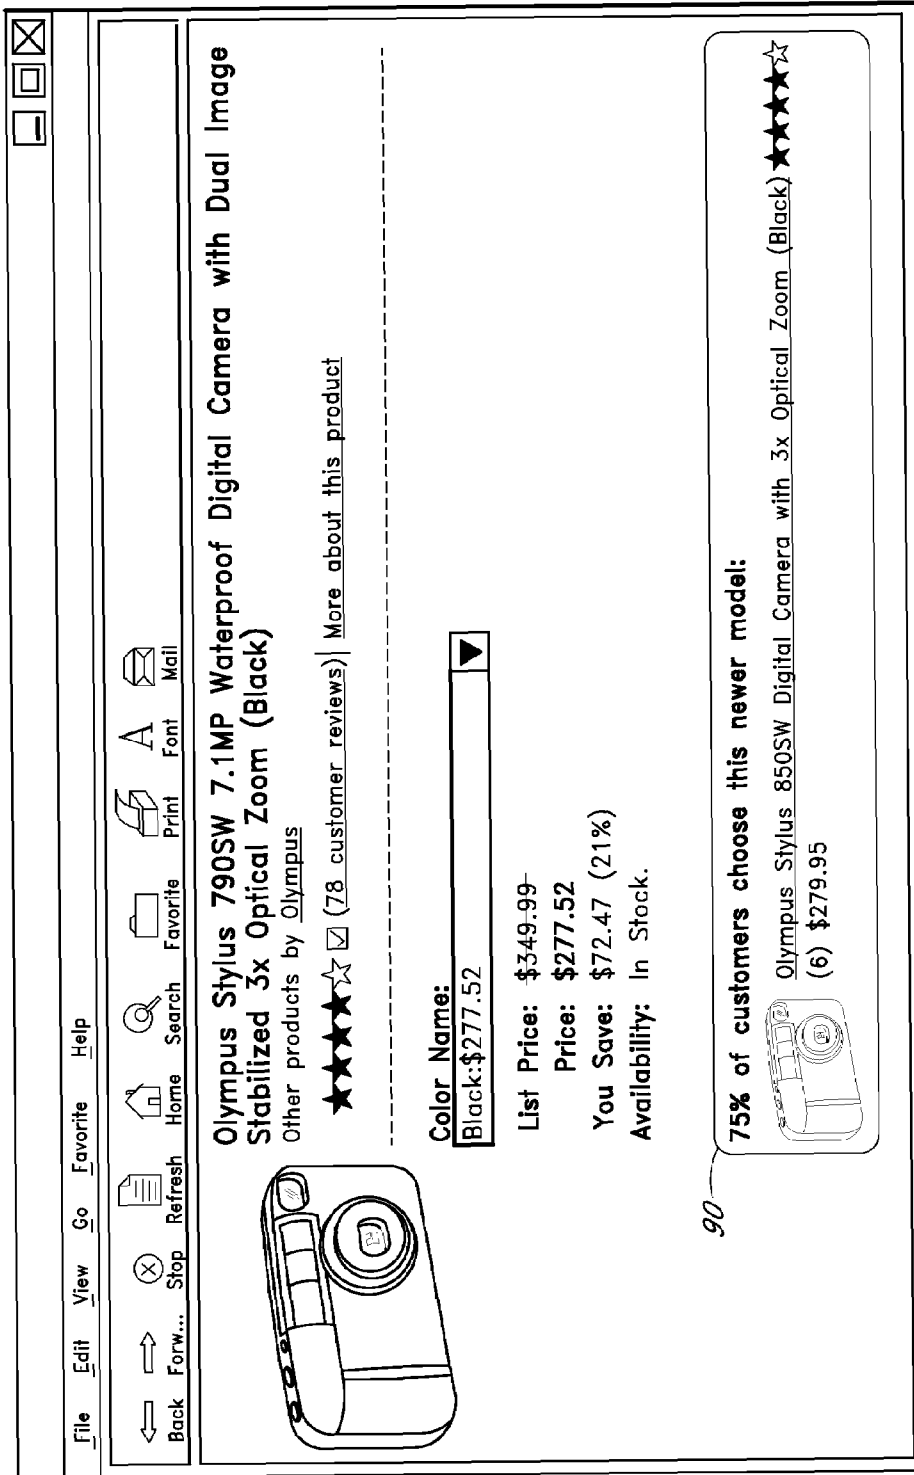 File Edit View Go Favorite Help
Back Forw... Stop Refresh Home Search Favorite Print Font Mail
Olympus Stylus 790SW 7.1MP Waterproof Digital Camera with Dual Image
Stabilized 3x Optical Zoom (Black)
Other products by Olympus
(78 customer reviews)| More about this product
Color Name:
Black:$277.52
List Price: $349.99
Price: $277.52
You Save: $72.47 (21%)
Availability: In Stock.
90
75% of customers choose this newer model:
Olympus Stylus 850SW Digital Camera with 3x Optical Zoom (Black)
(6) $279.95